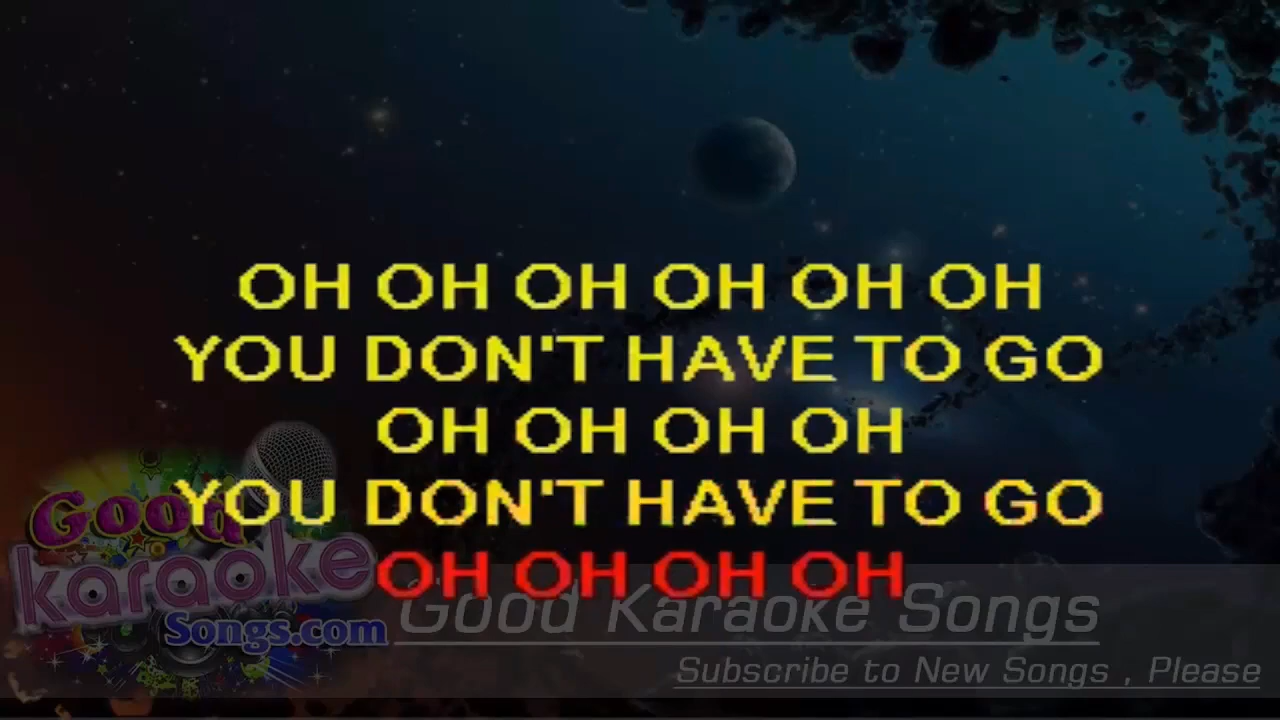 OH OH OH OH OH OH
YOU DON'T HAVE TO GO
OH OH OH OH
YOU DON'T HAVE TO GO
OH OH OH OH
Good
karaoke
Songs.com
Good Karaoke Songs
Subscribe to New Songs , Please